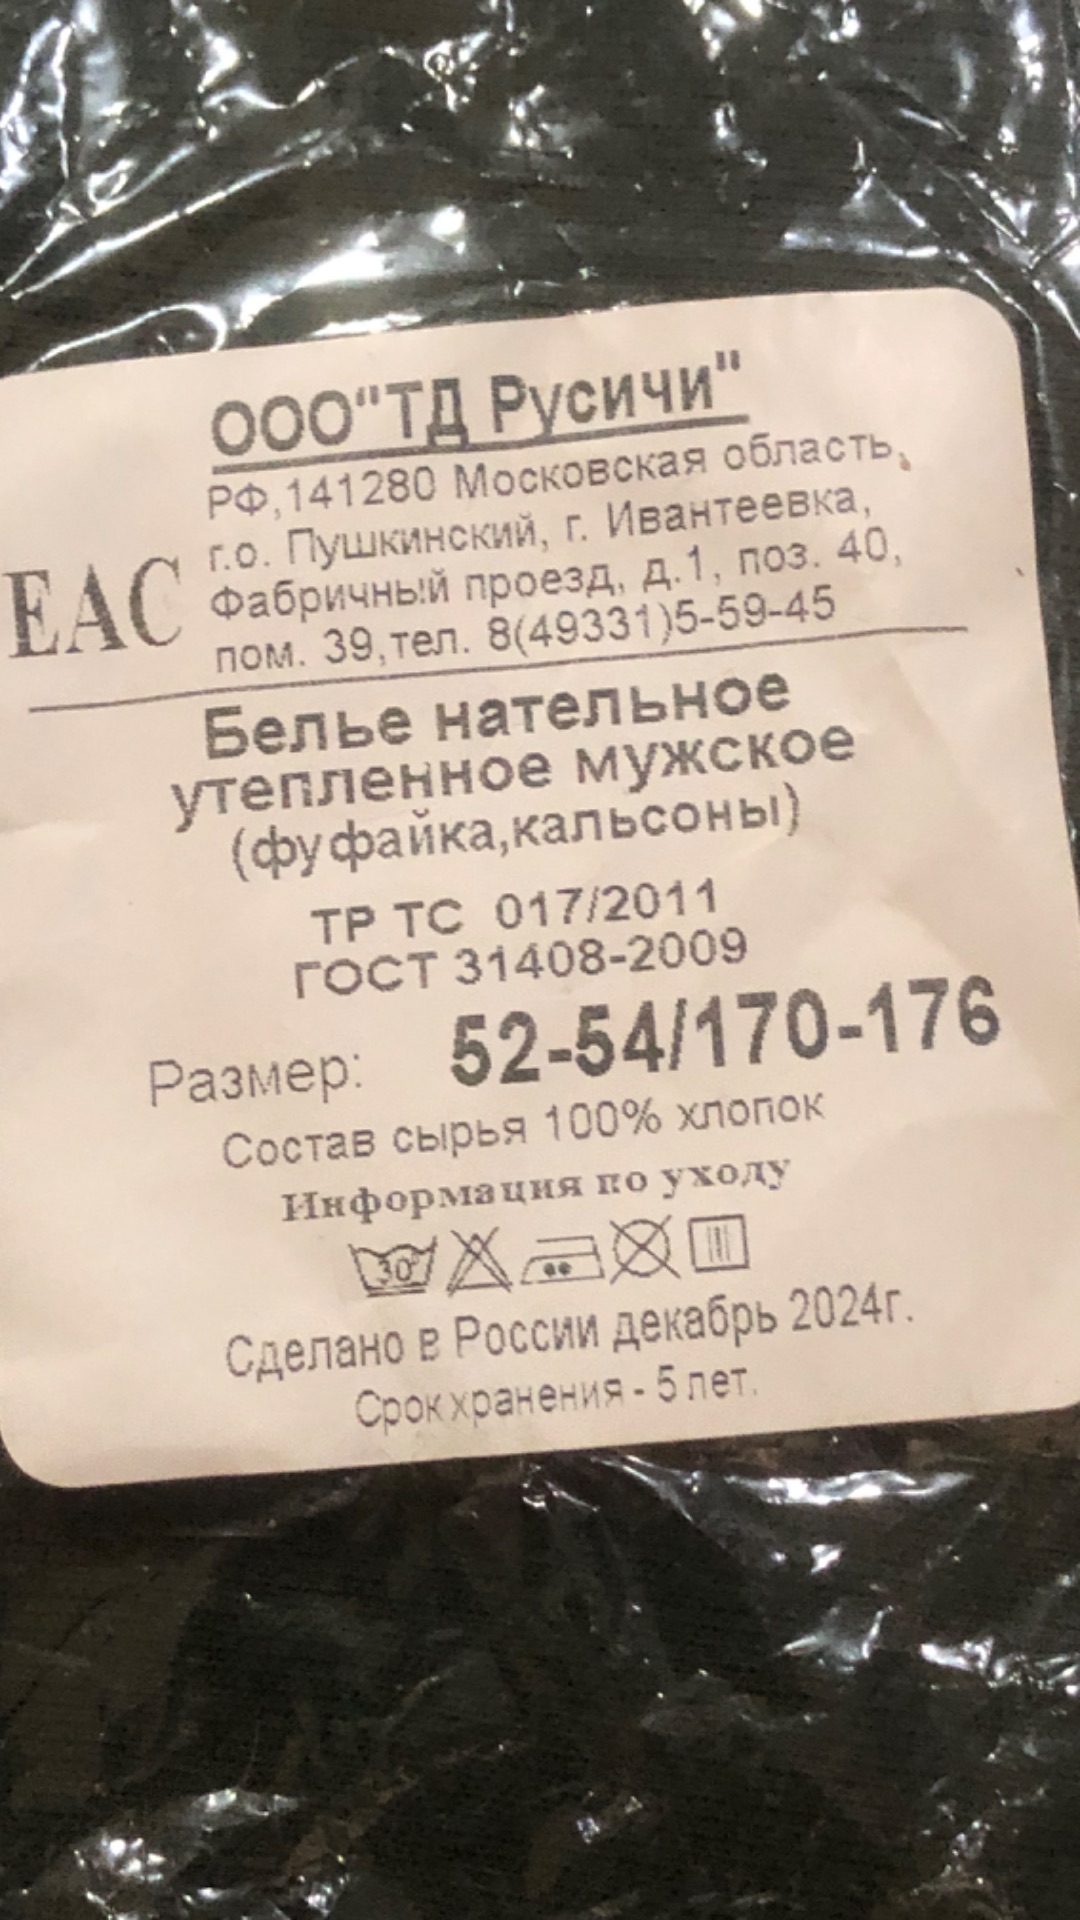 ООО"ТД Русичи"
РФ,141280 Московская область,
г.о. Пушкинский, г. Ивантеевка,
Фабричный проезд, д.1, поз. 40,
пом. 39,тел. 8(49331)5-59-45
ЕАС
Белье нательное
утепленное мужское
(фуфайка,кальсоны)
ТР ТС 017/2011
ГОСТ 31408-2009
Размер: 52-54/170-176
Состав сырья 100% хлопок
Информация по уходу
30°
Сделано в России декабрь 2024г.
Срок хранения - 5 лет.